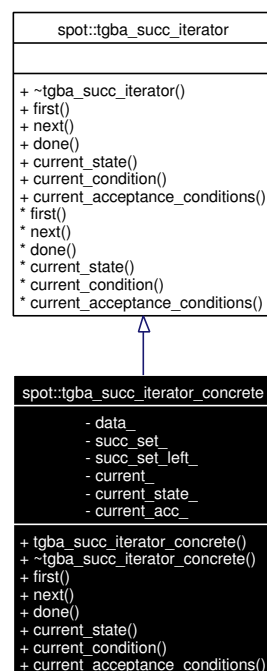 spot::tgba_succ_iterator
+ ~tgba_succ_iterator()
+ first()
+ next()
+ done()
+ current_state()
+ current_condition()
+ current_acceptance_conditions()
* first()
* next()
* done()
* current_state()
* current_condition()
* current_acceptance_conditions()
spot::tgba_succ_iterator_concrete
- data_
- succ_set_
- succ_set_left_
- current_
- current_state_
- current_acc_
+ tgba_succ_iterator_concrete()
+ ~tgba_succ_iterator_concrete()
+ first()
+ next()
+ done()
+ current_state()
+ current_condition()
+ current_acceptance_conditions()